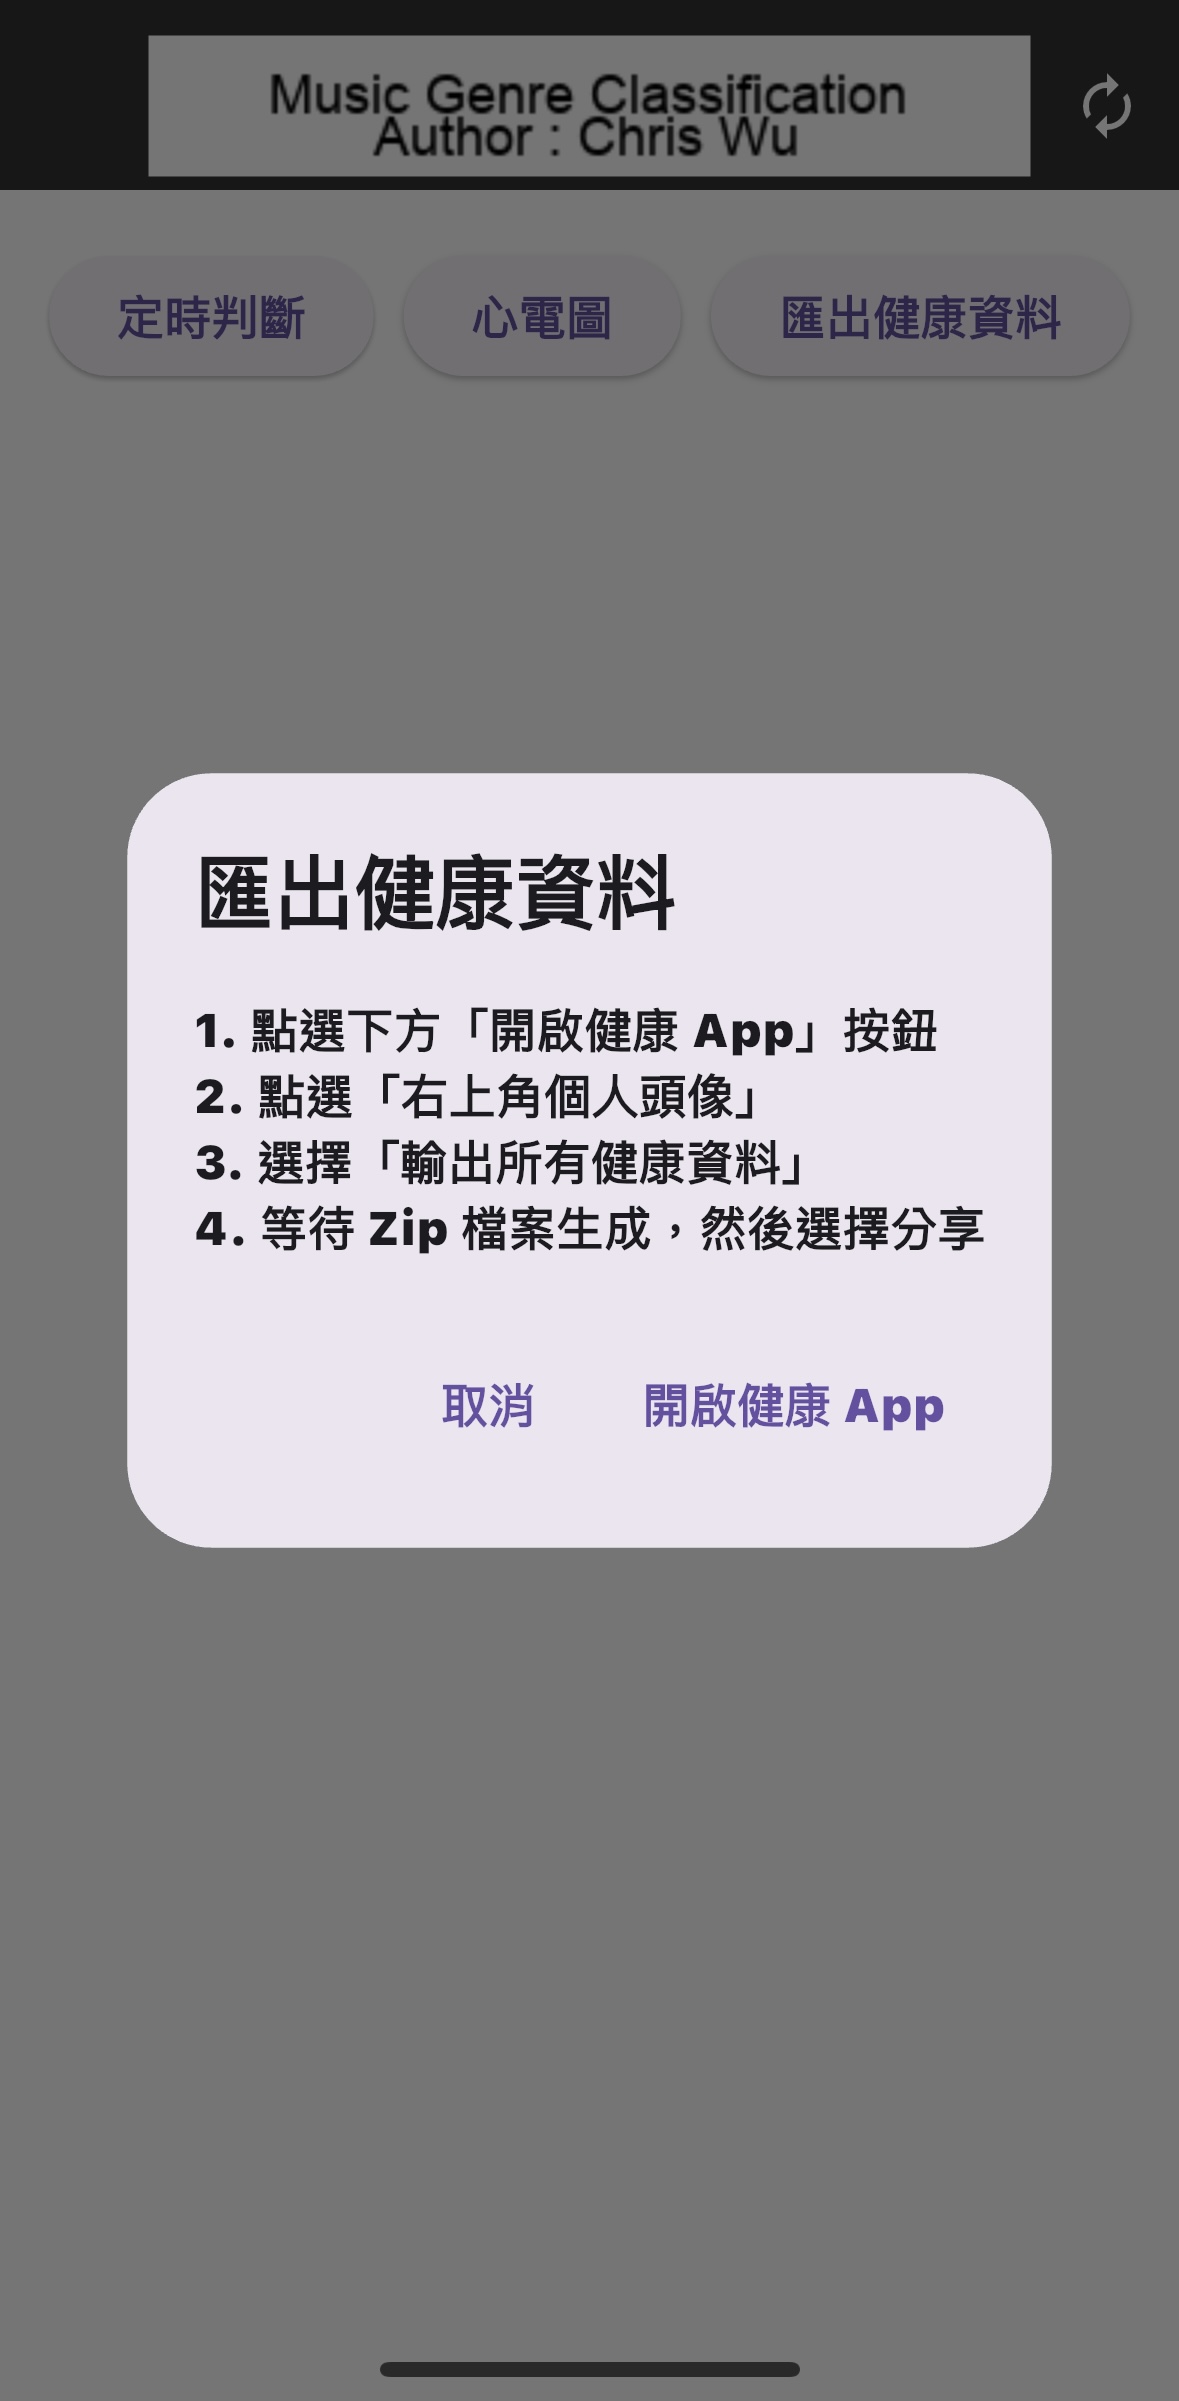 Music Genre Classification
Author : Chris Wu
定時判斷
心電圖
匯出健康資料
匯出健康資料
1. 點選下方「開啟健康 App」按鈕
2. 點選「右上角個人頭像」
3. 選擇「輸出所有健康資料」
4. 等待 Zip 檔案生成，然後選擇分享
取消
開啟健康 App